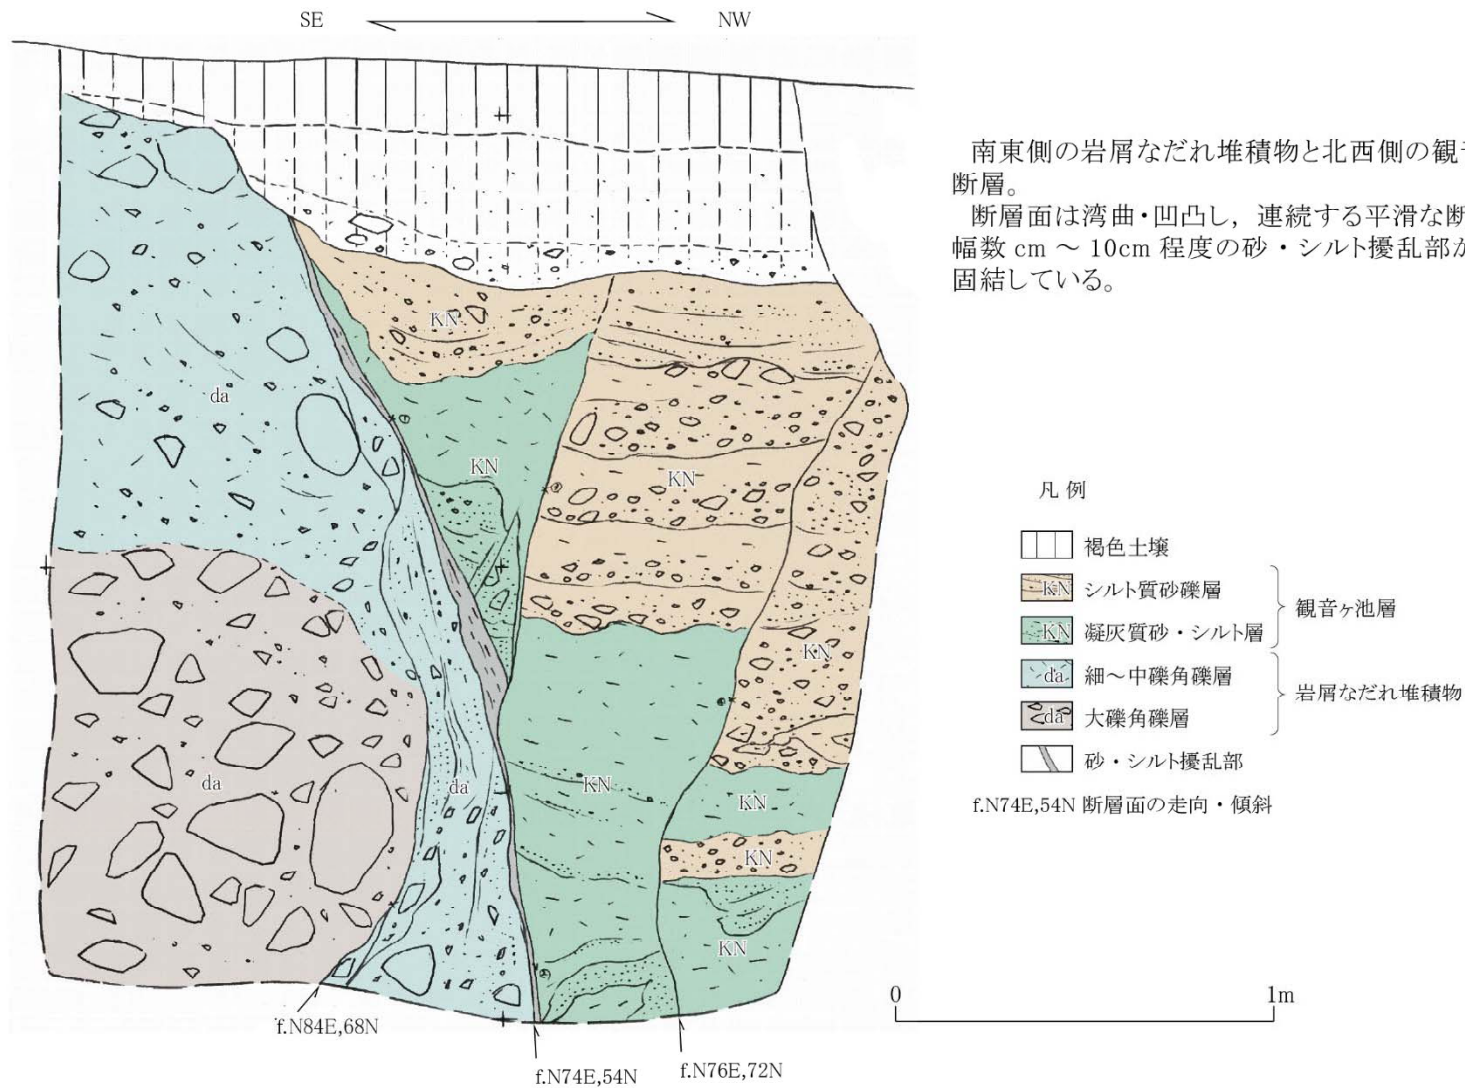 SE NW
南東側の岩屑なだれ堆積物と北西側の観
断層。
断層面は湾曲・凹凸し，連続する平滑な断
幅数 cm ～ 10cm 程度の砂・シルト擾乱部
固結している。
KN
da
KN
KN
KN
da
da
KN
KN
KN
KN
凡 例
褐色土壌
KN シルト質砂礫層
KN 凝灰質砂・シルト層
観音ヶ池層
da 細～中礫角礫層
da 大礫角礫層
岩屑なだれ堆積物
砂・シルト擾乱部
f.N74E,54N 断層面の走向・傾斜
0 1m
f.N84E,68N
f.N74E,54N
f.N76E,72N